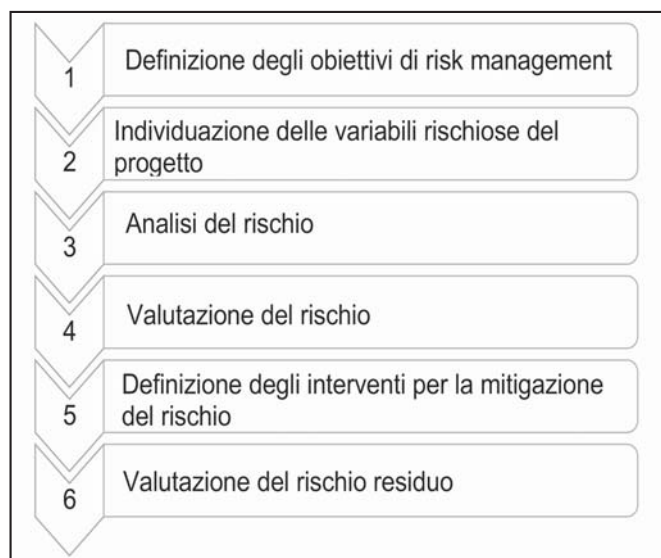 1
Definizione degli obiettivi di risk management
2
Individuazione delle variabili rischiose del
progetto
3
Analisi del rischio
4
Valutazione del rischio
5
Definizione degli interventi per la mitigazione
del rischio
6
Valutazione del rischio residuo